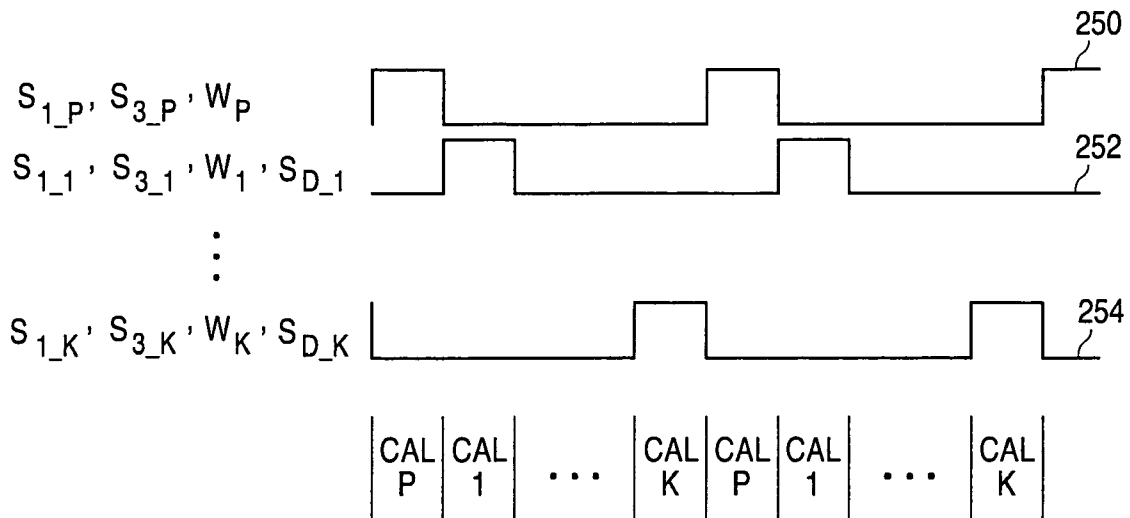 250
S1_P, S3_P, WP
252
S1_1, S3_1, W1, SD_1
254
S1_K, S3_K, WK, SD_K
CAL P CAL 1 ... CAL K CAL P CAL 1 ... CAL K